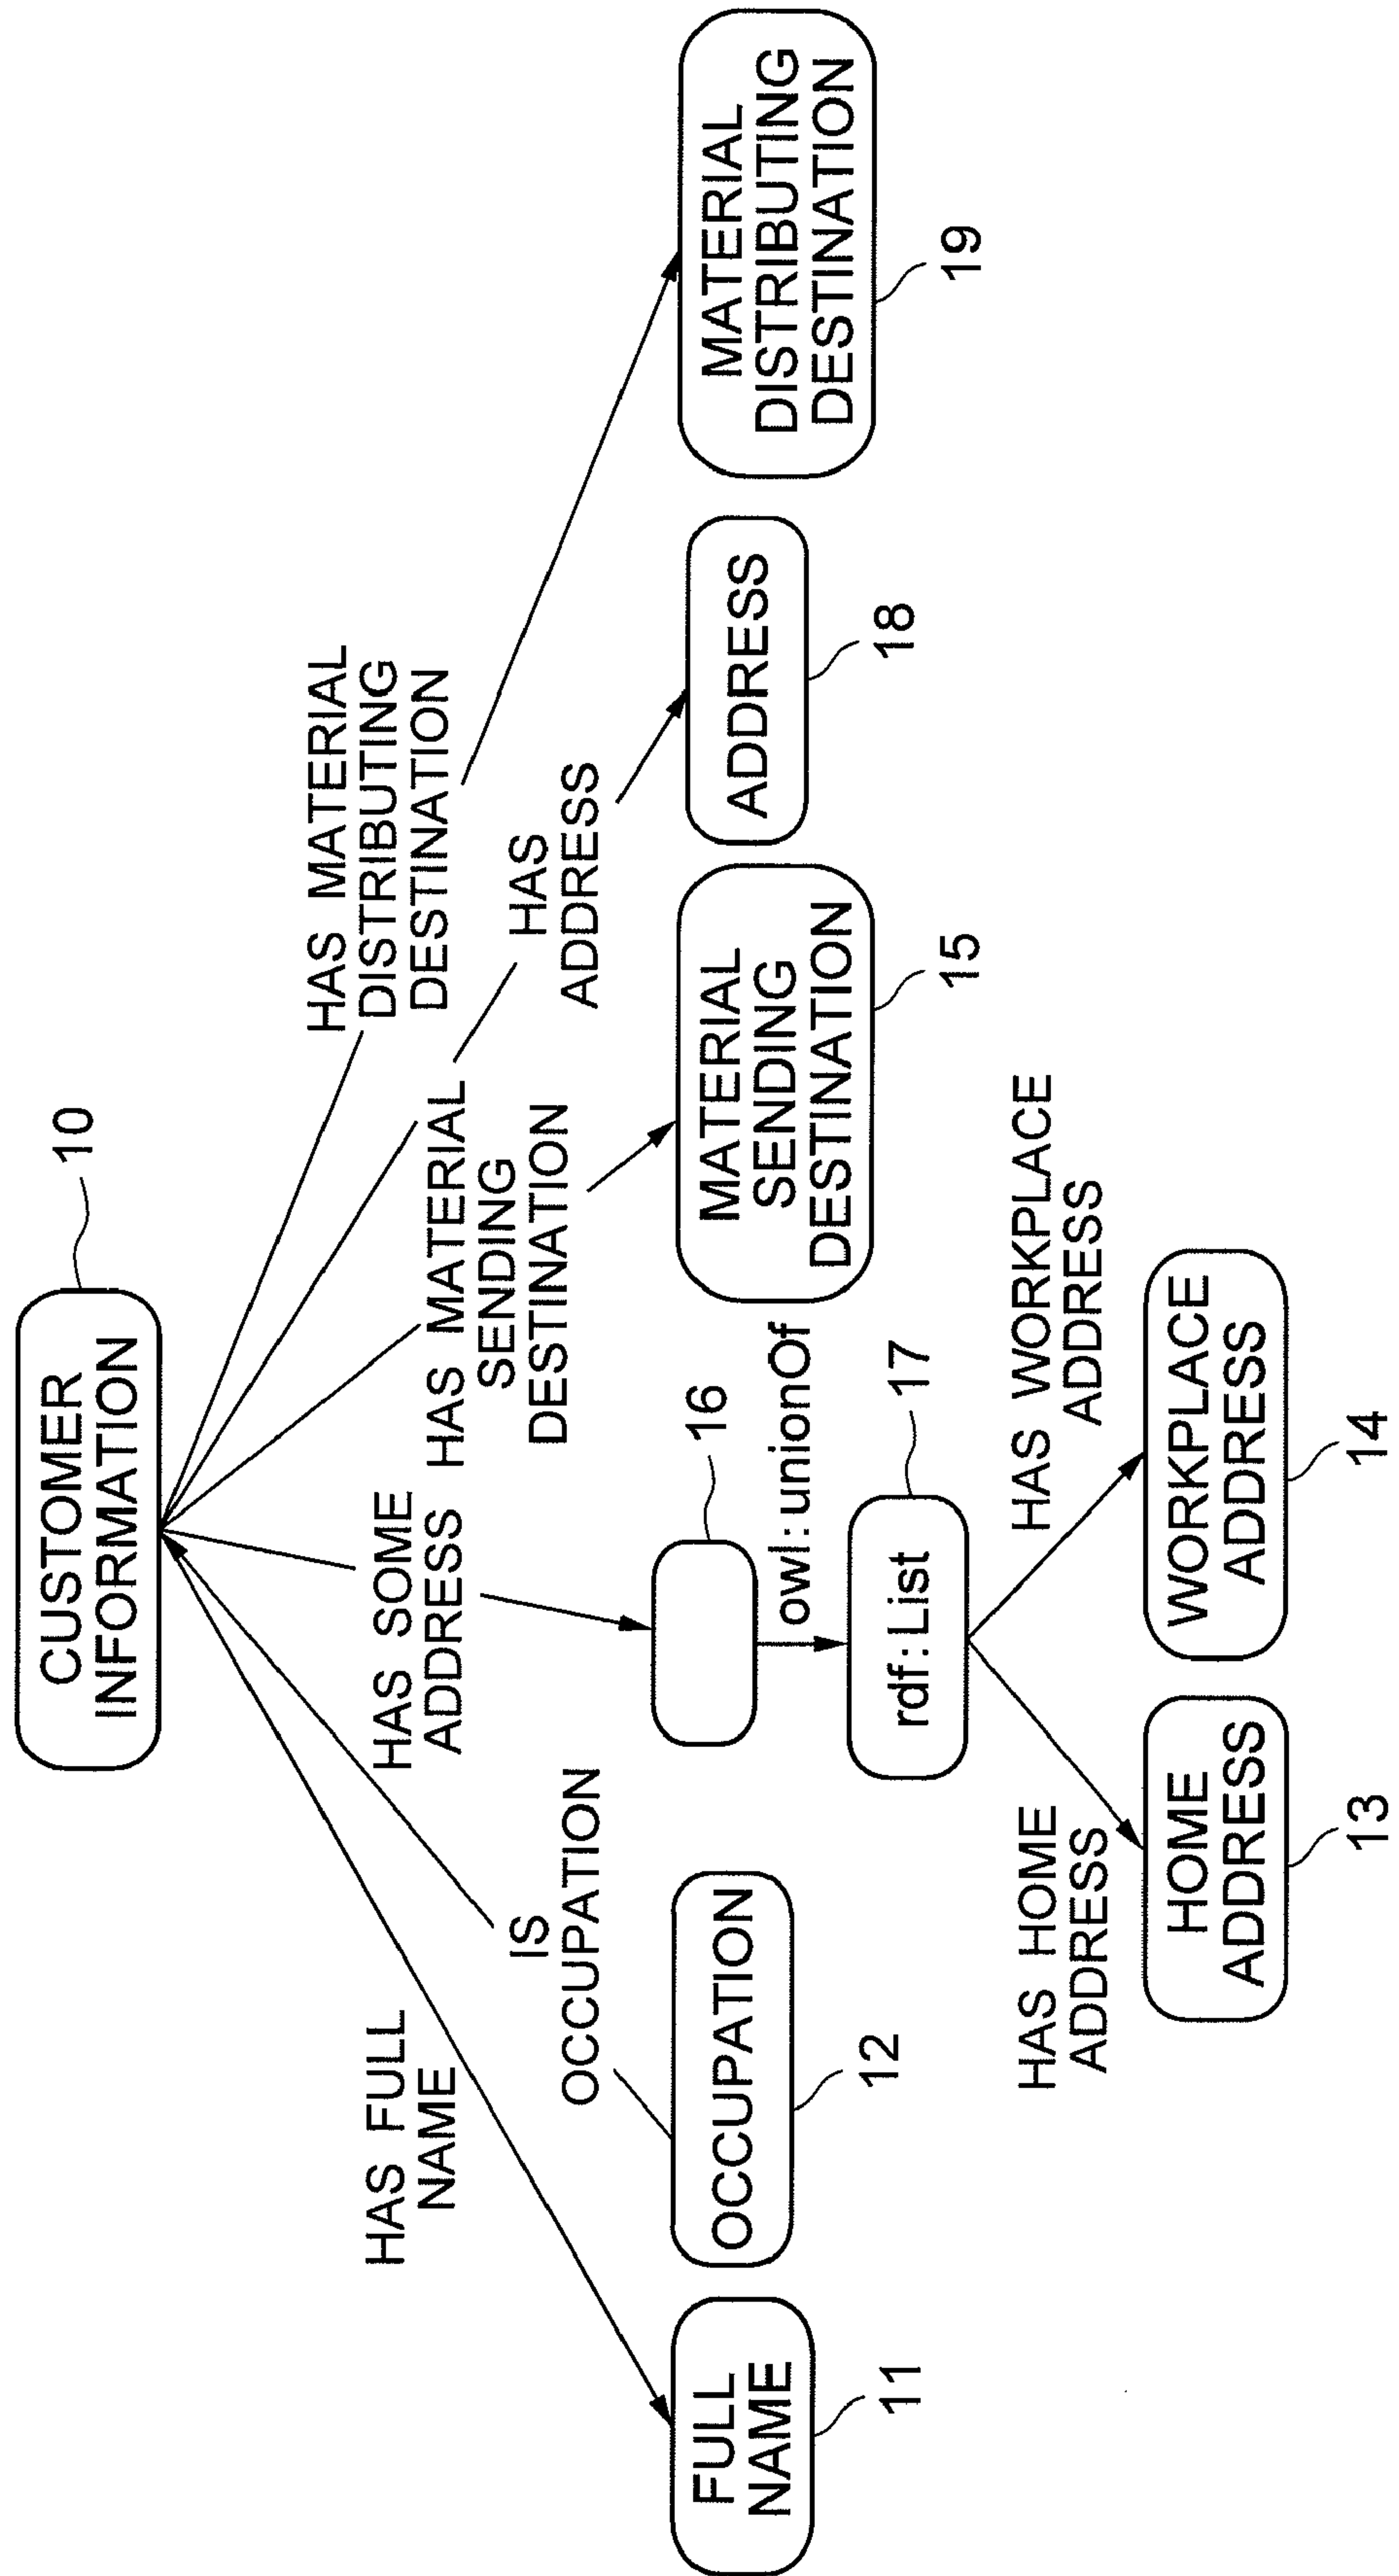 CUSTOMER
INFORMATION
10
HAS FULL
NAME
IS
OCCUPATION
HAS SOME
ADDRESS
HAS MATERIAL
SENDING
DESTINATION
HAS
ADDRESS
HAS MATERIAL
DISTRIBUTING
DESTINATION
FULL
NAME
11
OCCUPATION
12
16
owl:unionOf
rdf:List
17
MATERIAL
SENDING
DESTINATION
15
ADDRESS
18
MATERIAL
DISTRIBUTING
DESTINATION
19
HAS HOME
ADDRESS
HAS WORKPLACE
ADDRESS
HOME
ADDRESS
13
WORKPLACE
ADDRESS
14